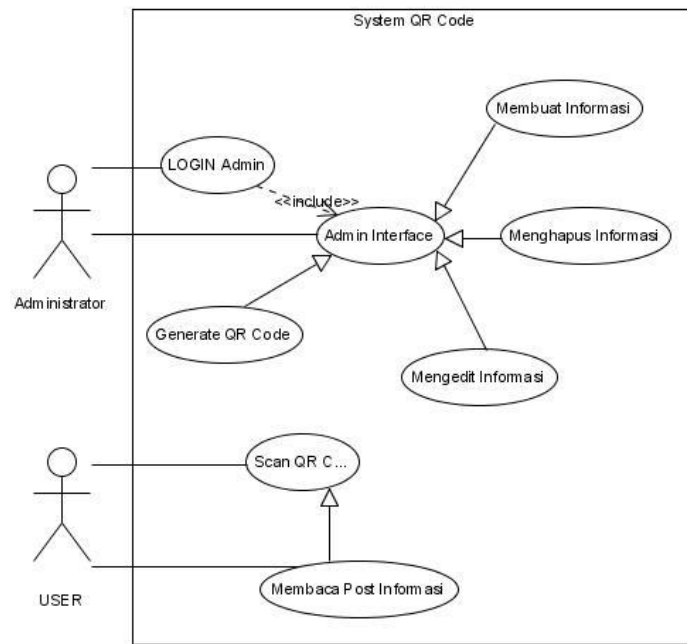 System QR Code
Membuat Informasi
LOGIN Admin
<<include>>
Admin Interface
Menghapus Informasi
Administrator
Generate QR Code
Mengedit Informasi
Scan QR C...
Membaca Post Informasi
USER